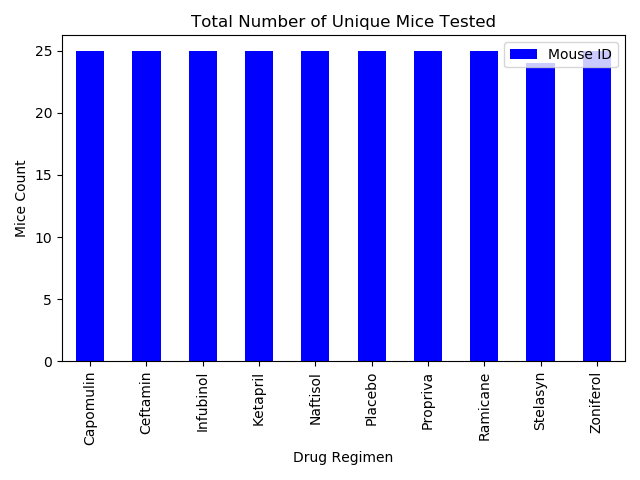 Total Number of Unique Mice Tested
Mouse ID
Mice Count
25
20
15
10
5
0
Capomulin
Ceftamin
Infubinol
Ketapril
Naftisol
Placebo
Propriva
Ramicane
Stelasyn
Zoniferol
Drug Regimen